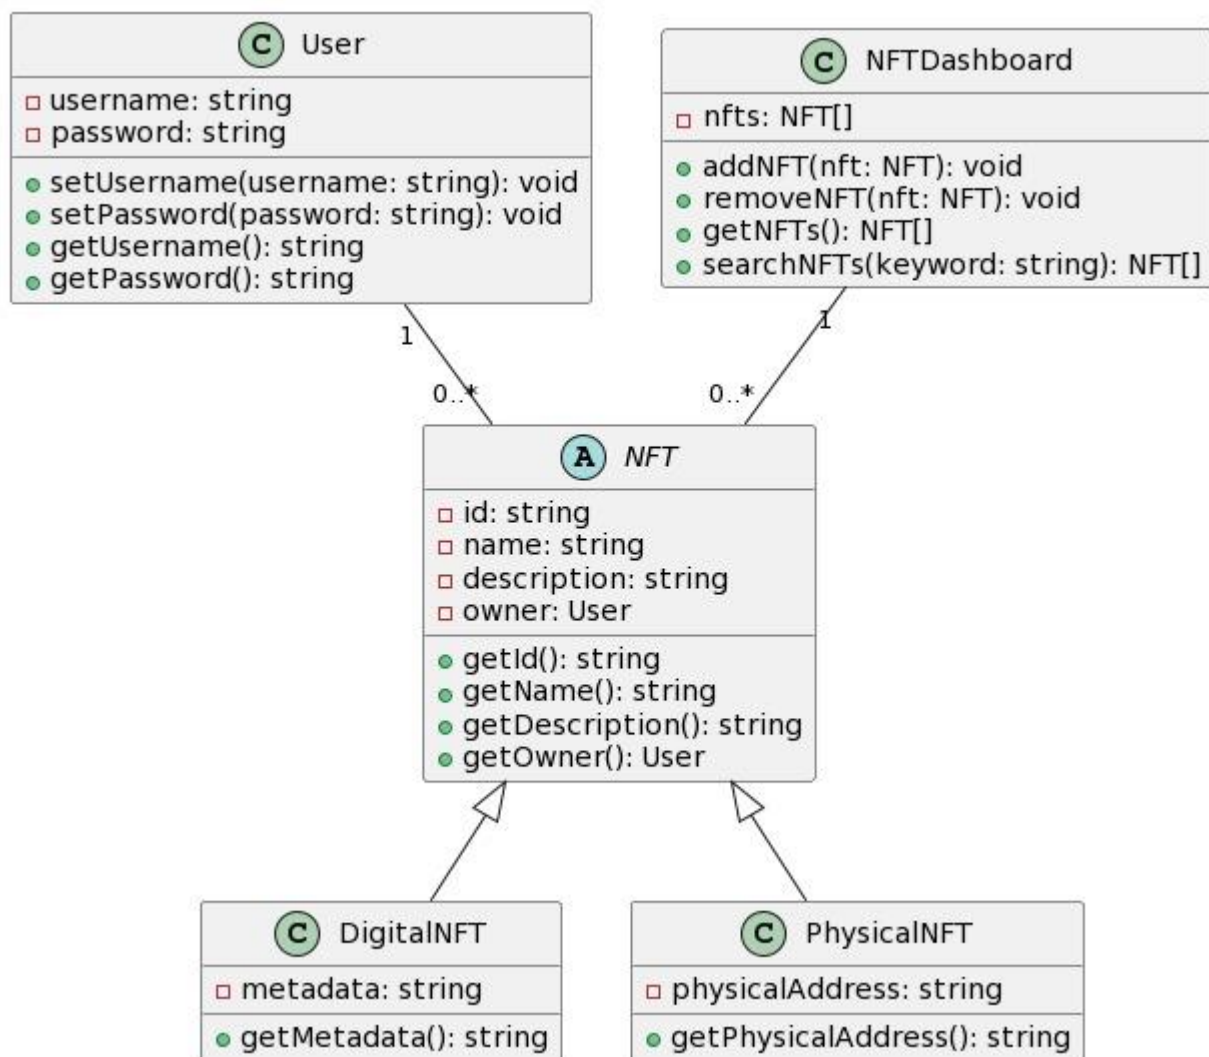 C User
username: string
password: string
setUsername(username: string): void
setPassword(password: string): void
getUsername(): string
getPassword(): string
C NFTDashboard
nfts: NFT[]
addNFT(nft: NFT): void
removeNFT(nft: NFT): void
getNFTs(): NFT[]
searchNFTs(keyword: string): NFT[]
1
1
0..*
0..*
A NFT
id: string
name: string
description: string
owner: User
getId(): string
getName(): string
getDescription(): string
getOwner(): User
C DigitalNFT
metadata: string
getMetadata(): string
C PhysicalNFT
physicalAddress: string
getPhysicalAddress(): string